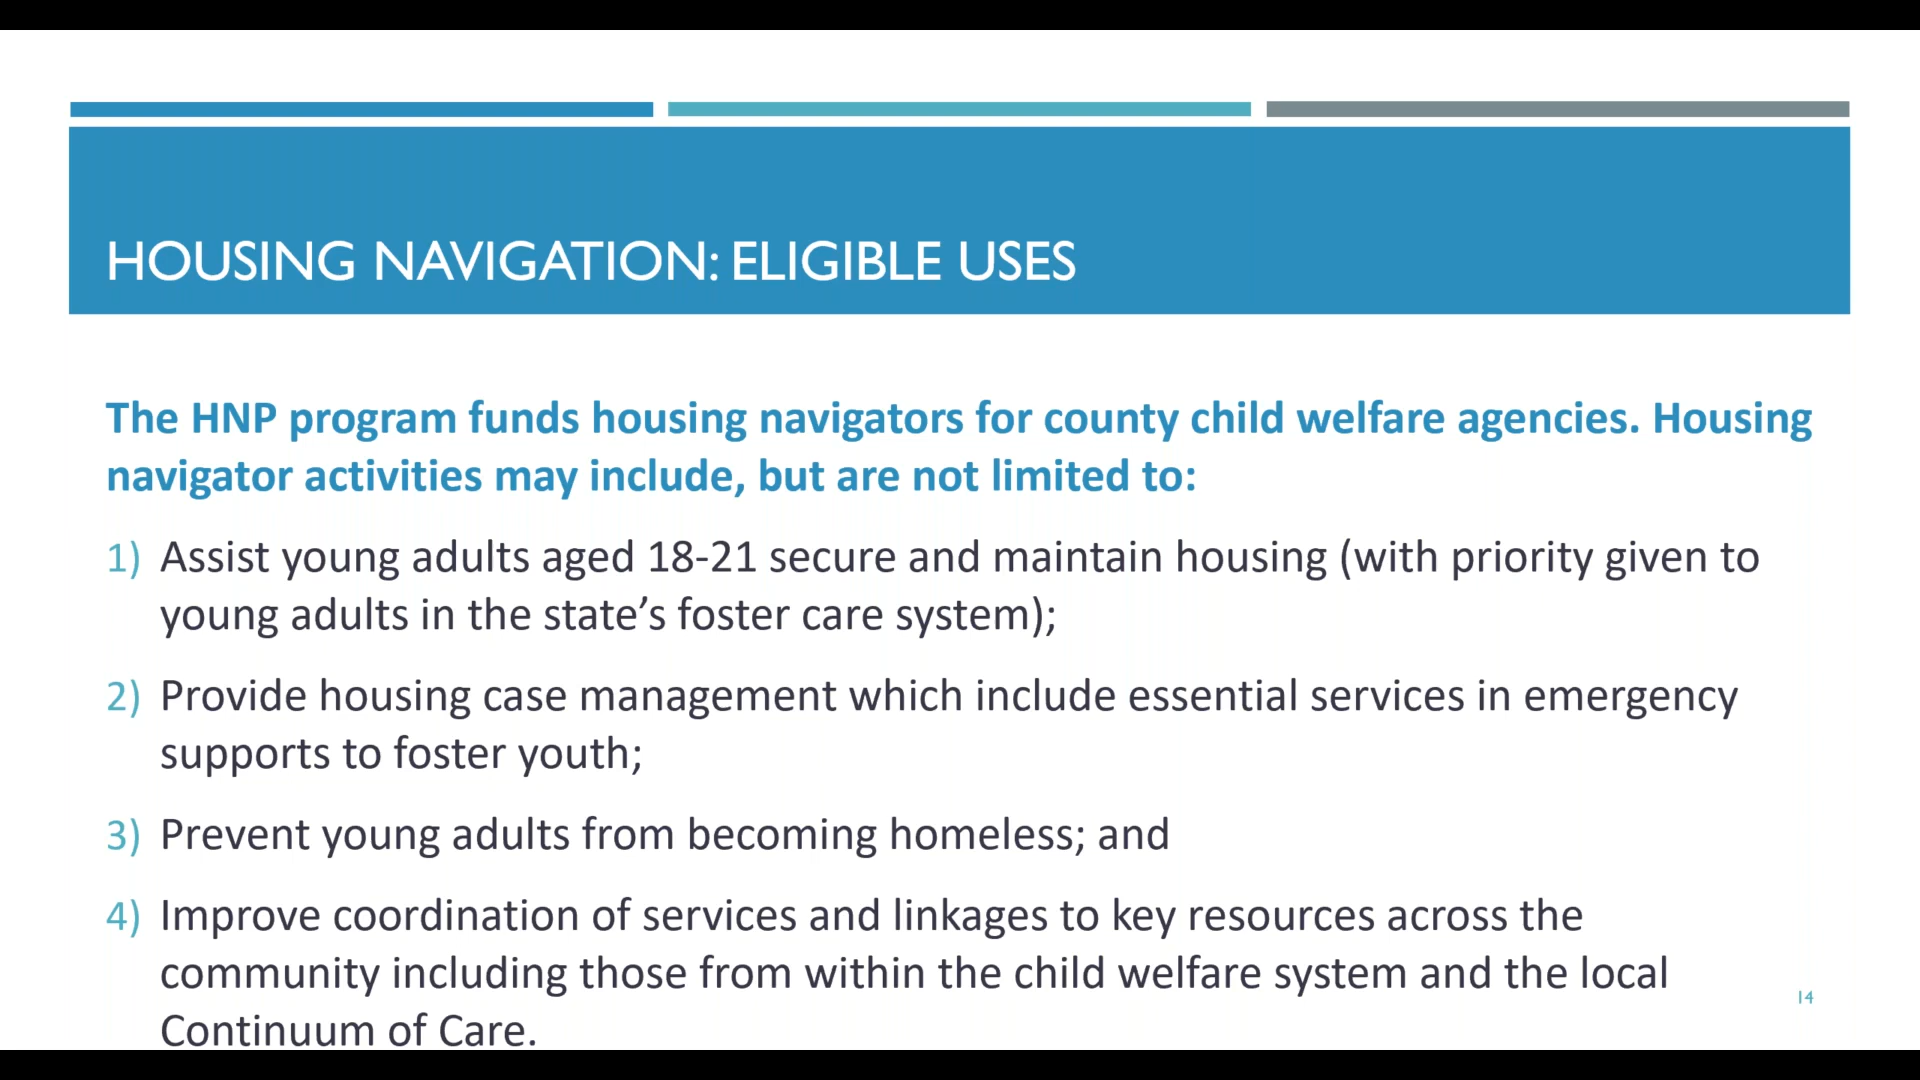 HOUSING NAVIGATION: ELIGIBLE USES
The HNP program funds housing navigators for county child welfare agencies. Housing
navigator activities may include, but are not limited to:
1) Assist young adults aged 18-21 secure and maintain housing (with priority given to
young adults in the state’s foster care system);
2) Provide housing case management which include essential services in emergency
supports to foster youth;
3) Prevent young adults from becoming homeless; and
4) Improve coordination of services and linkages to key resources across the
community including those from within the child welfare system and the local
Continuum of Care.
14